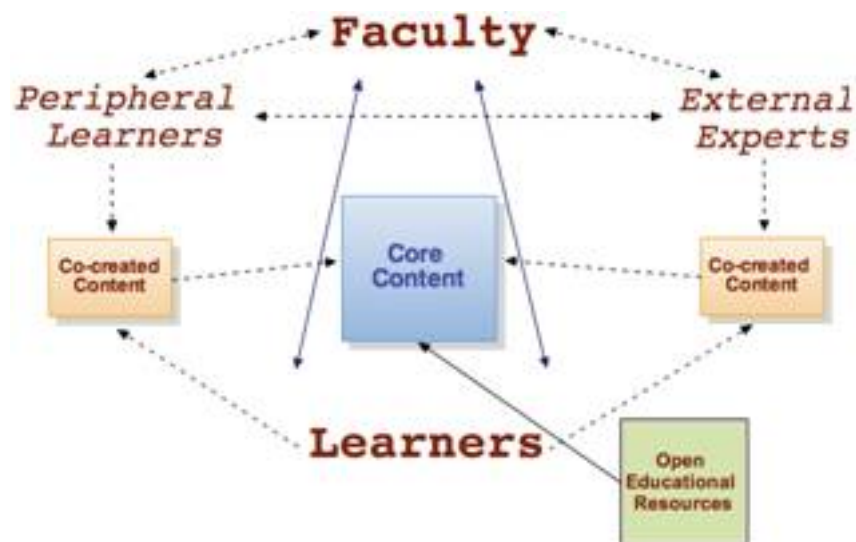 Faculty
Peripheral
Learners
External
Experts
Co-created
Content
Core
Content
Co-created
Content
Learners
Open
Educational
Resources